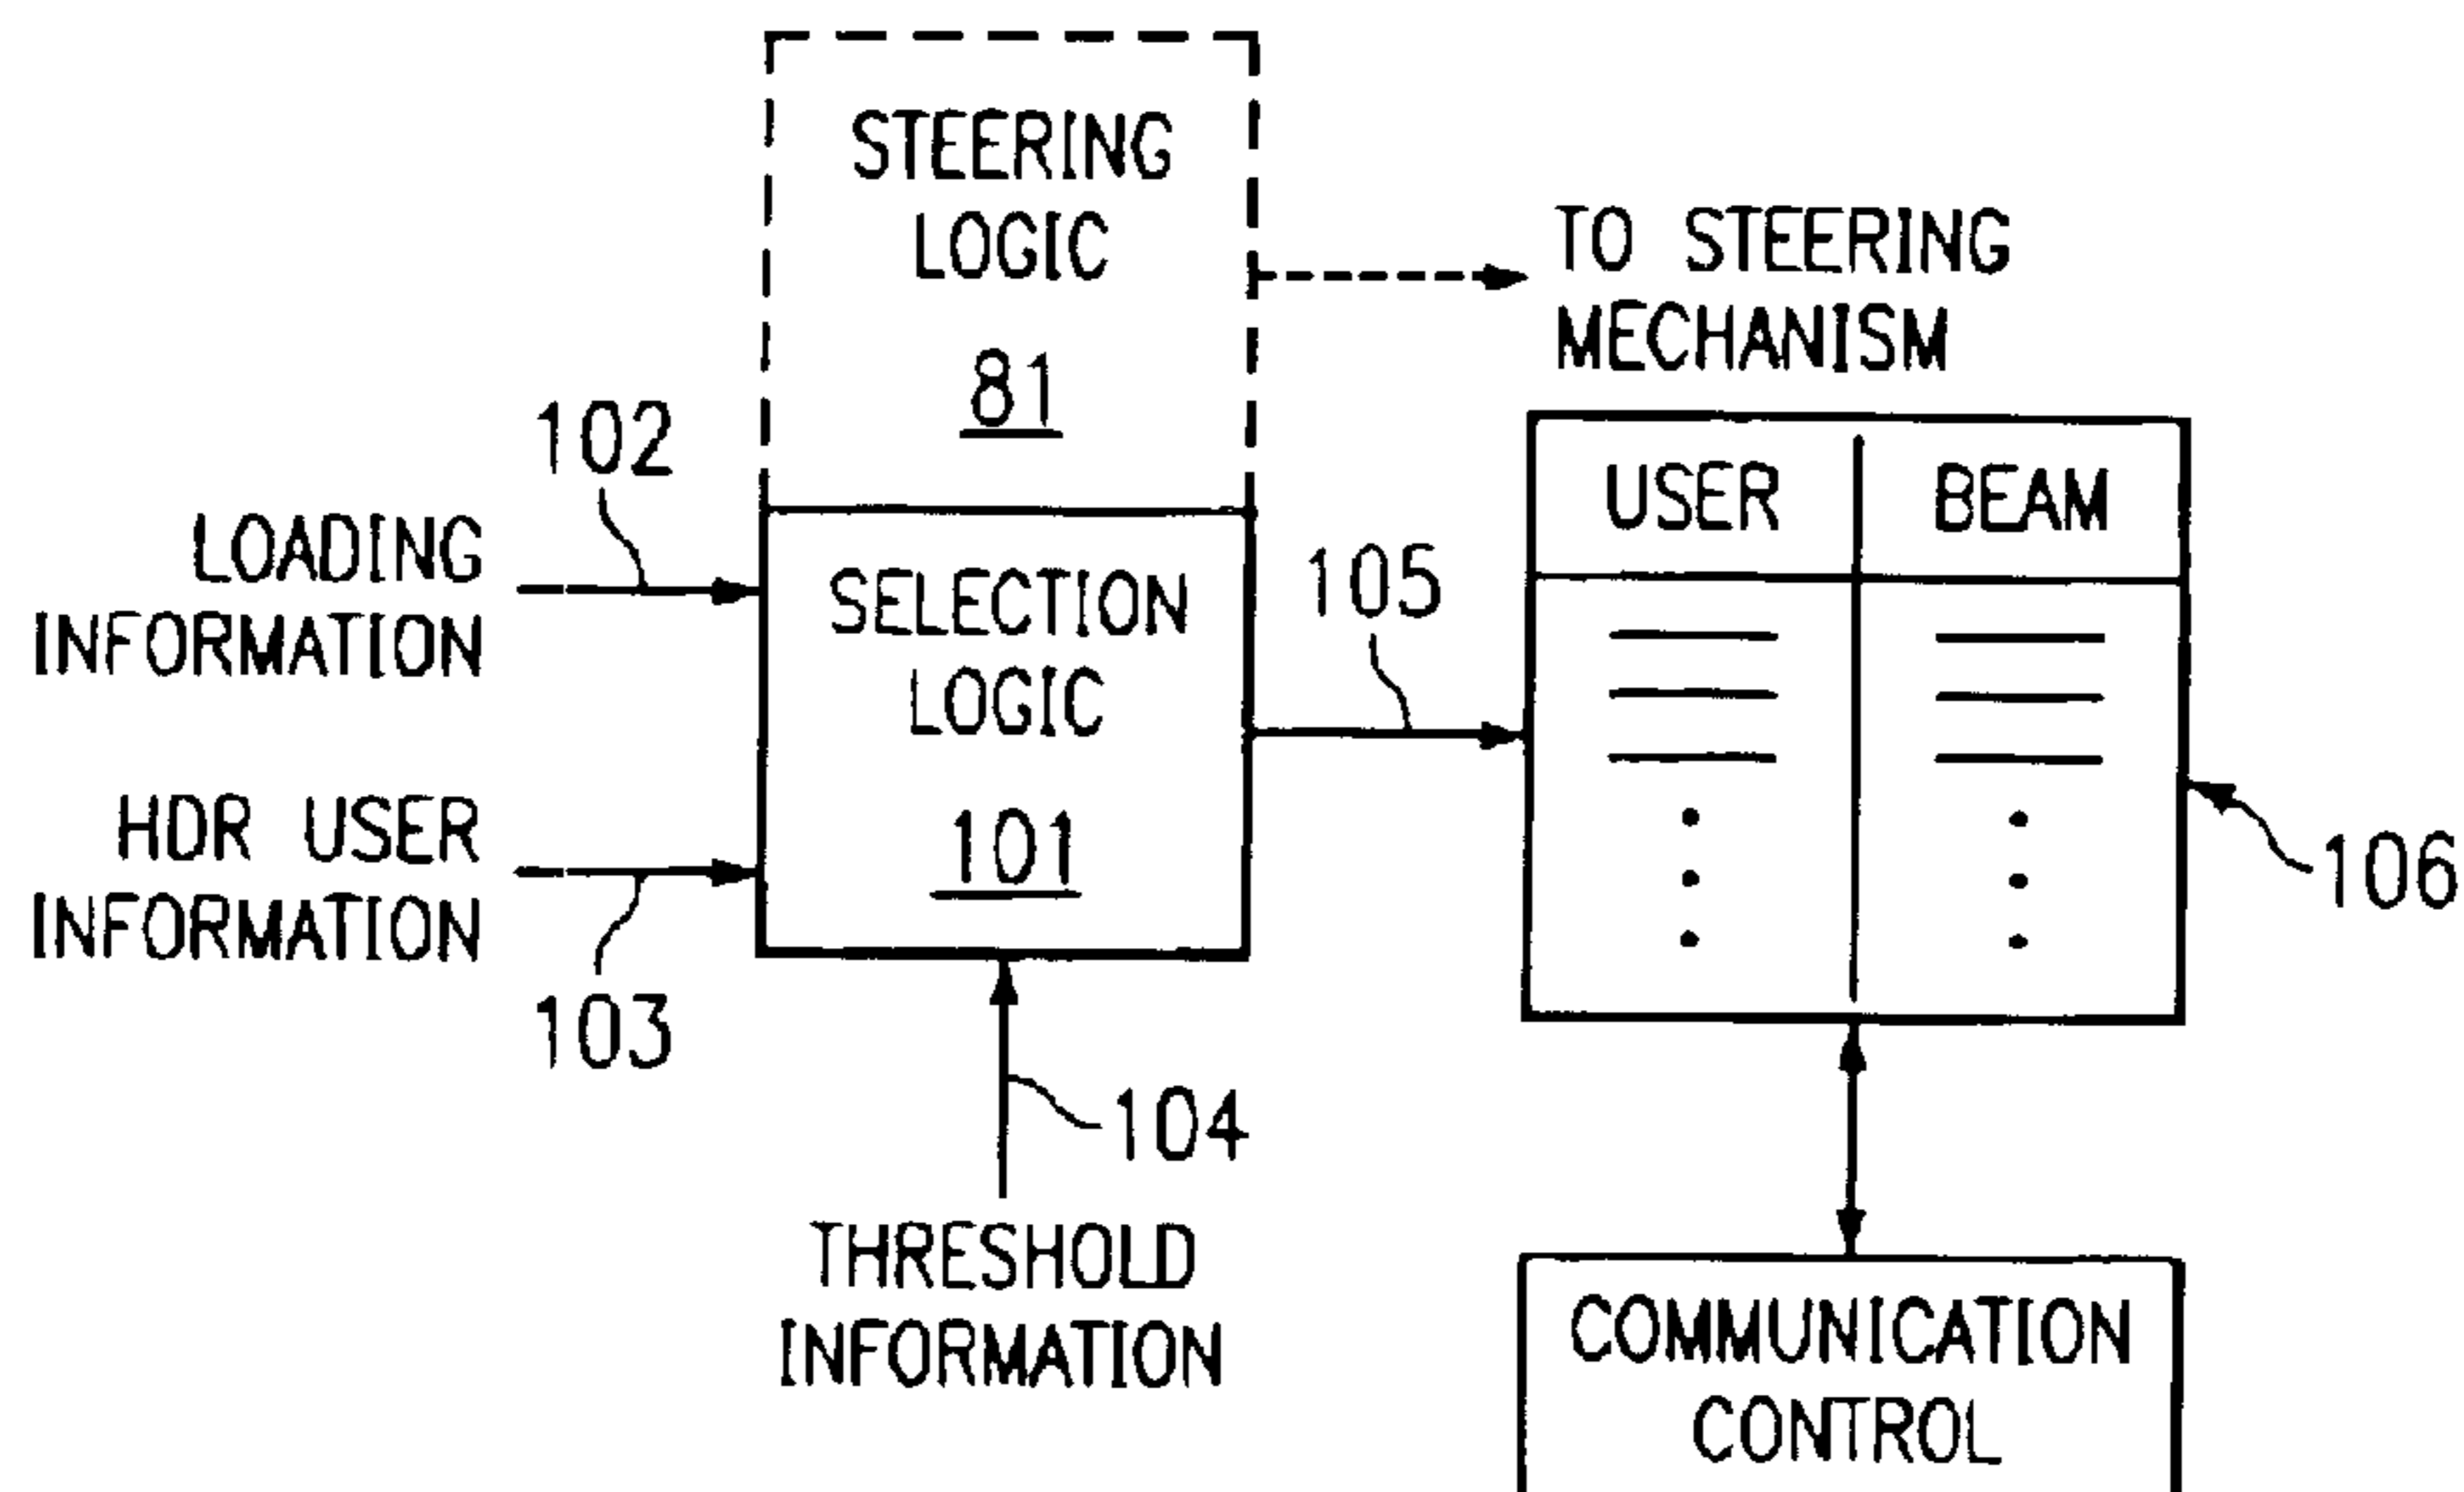 STEERING
LOGIC
81
TO STEERING
MECHANISM
102
LOADING
INFORMATION
SELECTION
LOGIC
101
HDR USER
INFORMATION
103
104
THRESHOLD
INFORMATION
105
USER BEAM
106
COMMUNICATION
CONTROL